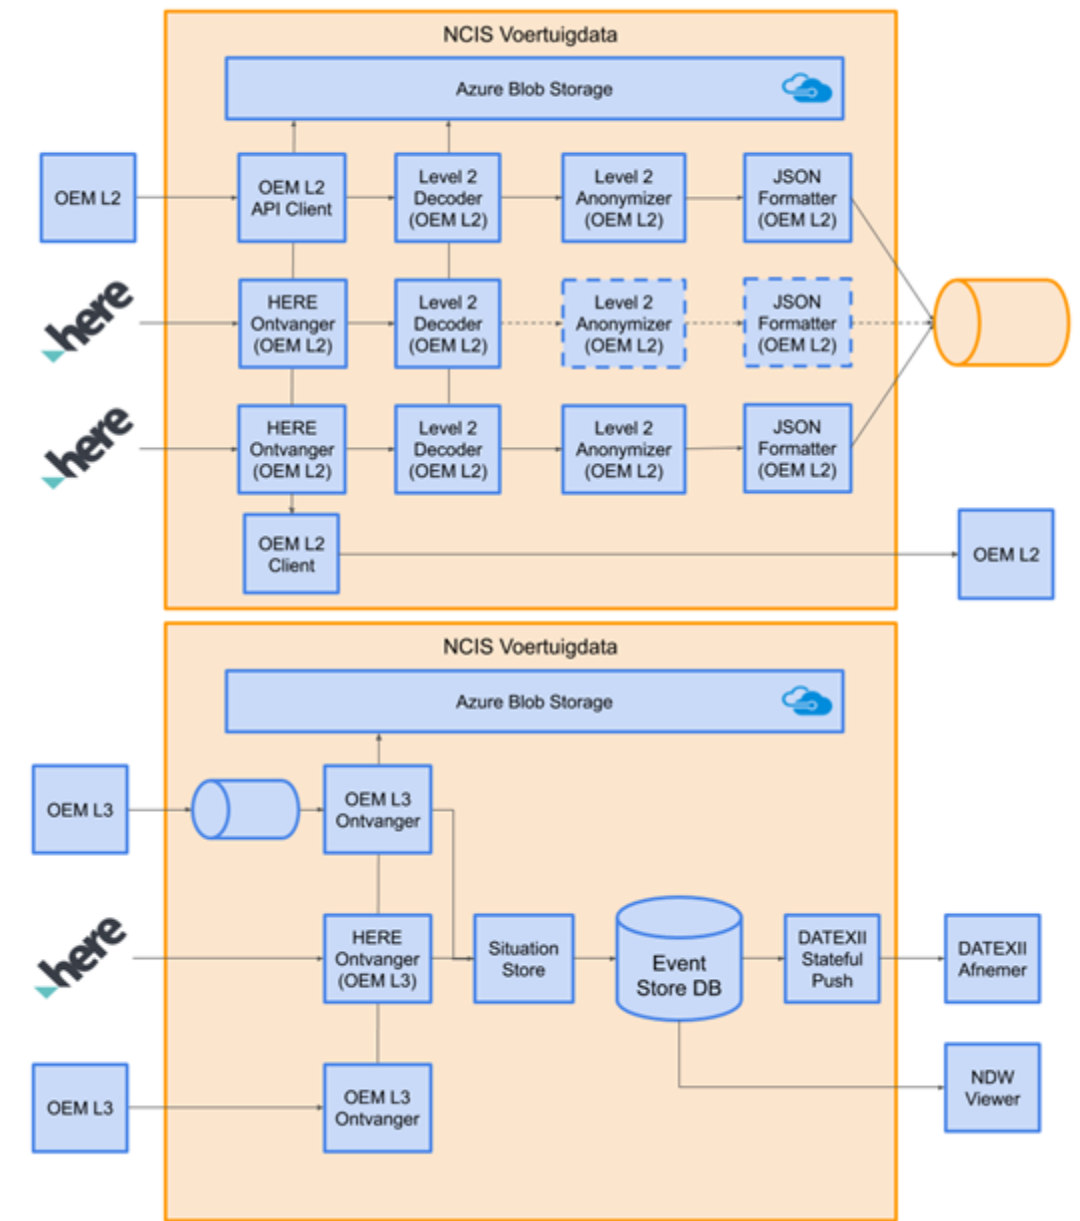 NCIS Voertuigdata
Azure Blob Storage
OEM L2
OEM L2
API Client
Level 2
Decoder
(OEM L2)
Level 2
Anonymizer
(OEM L2)
JSON
Formatter
(OEM L2)
here
HERE
Ontvanger
(OEM L2)
Level 2
Decoder
(OEM L2)
Level 2
Anonymizer
(OEM L2)
JSON
Formatter
(OEM L2)
here
HERE
Ontvanger
(OEM L2)
Level 2
Decoder
(OEM L2)
Level 2
Anonymizer
(OEM L2)
JSON
Formatter
(OEM L2)
OEM L2
Client
OEM L2
NCIS Voertuigdata
Azure Blob Storage
OEM L3
OEM L3
Ontvanger
here
HERE
Ontvanger
(OEM L3)
Situation
Store
Event
Store DB
DATEXII
Stateful
Push
DATEXII
Afnemer
NDW
Viewer
OEM L3
OEM L3
Ontvanger